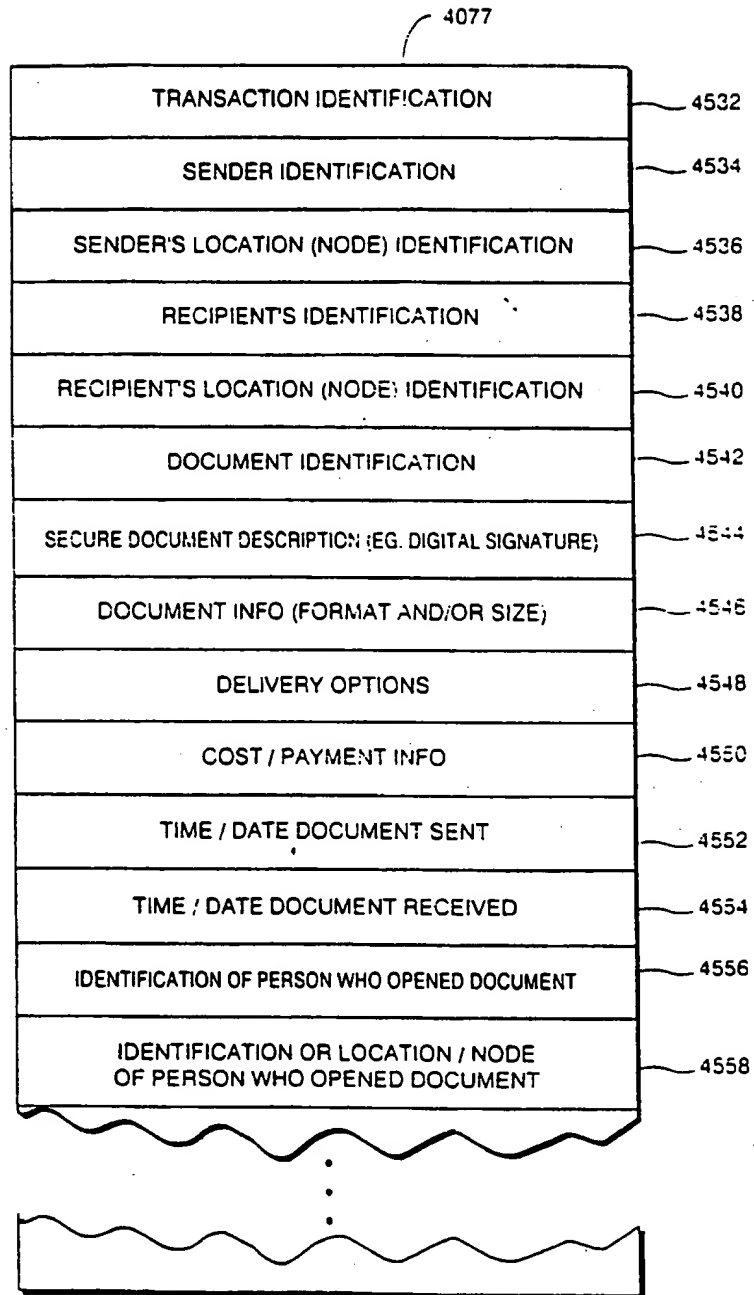 4077
TRANSACTION IDENTIFICATION 4532
SENDER IDENTIFICATION 4534
SENDER'S LOCATION (NODE) IDENTIFICATION 4536
RECIPIENT'S IDENTIFICATION 4538
RECIPIENT'S LOCATION (NODE) IDENTIFICATION 4540
DOCUMENT IDENTIFICATION 4542
SECURE DOCUMENT DESCRIPTION (EG. DIGITAL SIGNATURE) 4544
DOCUMENT INFO (FORMAT AND/OR SIZE) 4546
DELIVERY OPTIONS 4548
COST / PAYMENT INFO 4550
TIME / DATE DOCUMENT SENT 4552
TIME / DATE DOCUMENT RECEIVED 4554
IDENTIFICATION OF PERSON WHO OPENED DOCUMENT 4556
IDENTIFICATION OR LOCATION / NODE
OF PERSON WHO OPENED DOCUMENT 4558